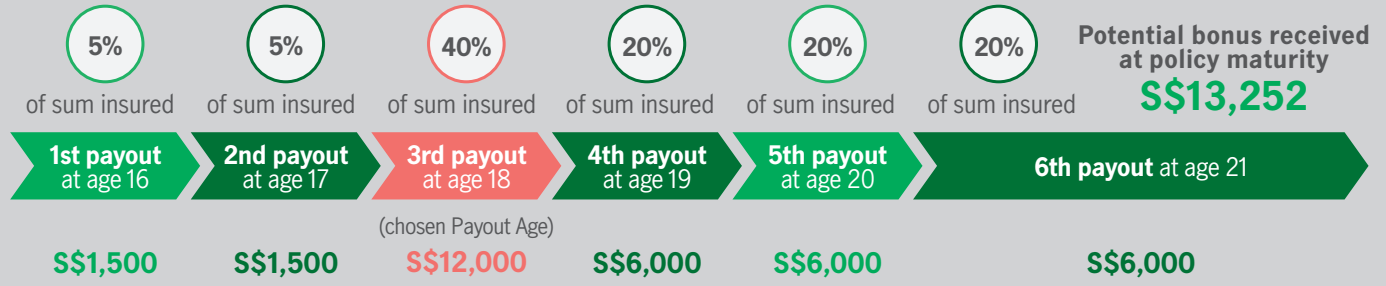 5%
of sum insured
5%
of sum insured
40%
of sum insured
20%
of sum insured
20%
of sum insured
20%
of sum insured
Potential bonus received
at policy maturity
S$13,252
1st payout
at age 16
2nd payout
at age 17
3rd payout
at age 18
4th payout
at age 19
5th payout
at age 20
6th payout at age 21
(chosen Payout Age)
S$1,500
S$1,500
S$12,000
S$6,000
S$6,000
S$6,000